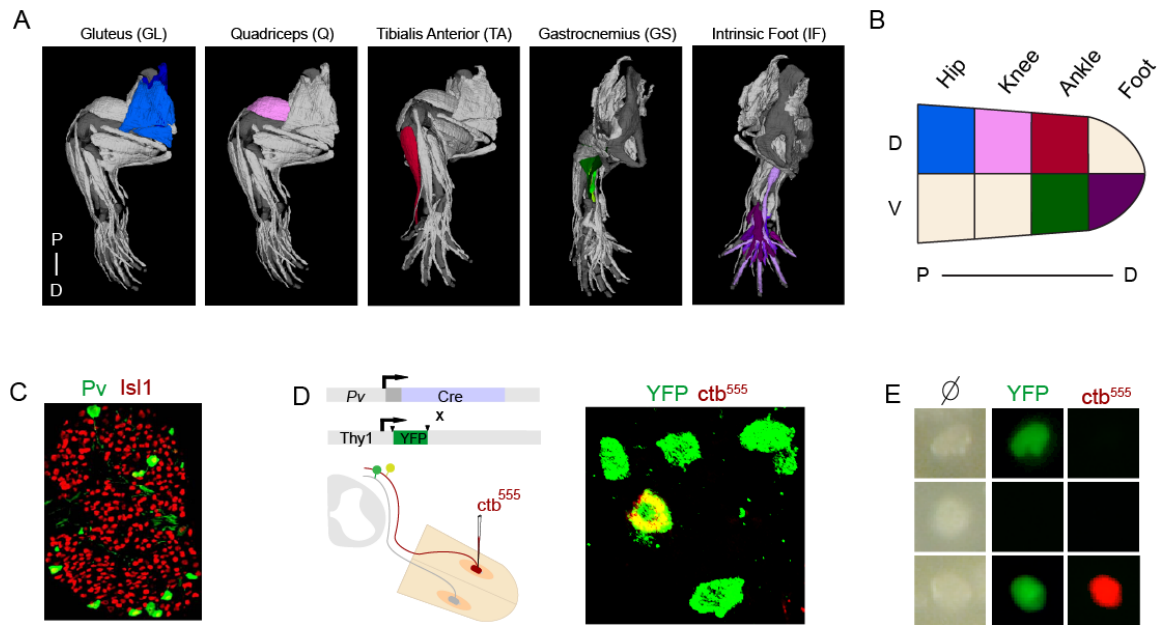 A
Gluteus (GL)
Quadriceps (Q)
Tibialis Anterior (TA)
Gastrocnemius (GS)
Intrinsic Foot (IF)
P
D
B
Hip
Knee
Ankle
Foot
D
V
P
D
C
Pv Isl1
D
Pv
Cre
x
Thy1
YFP
ctb555
YFP ctb555
E
∅
YFP
ctb555